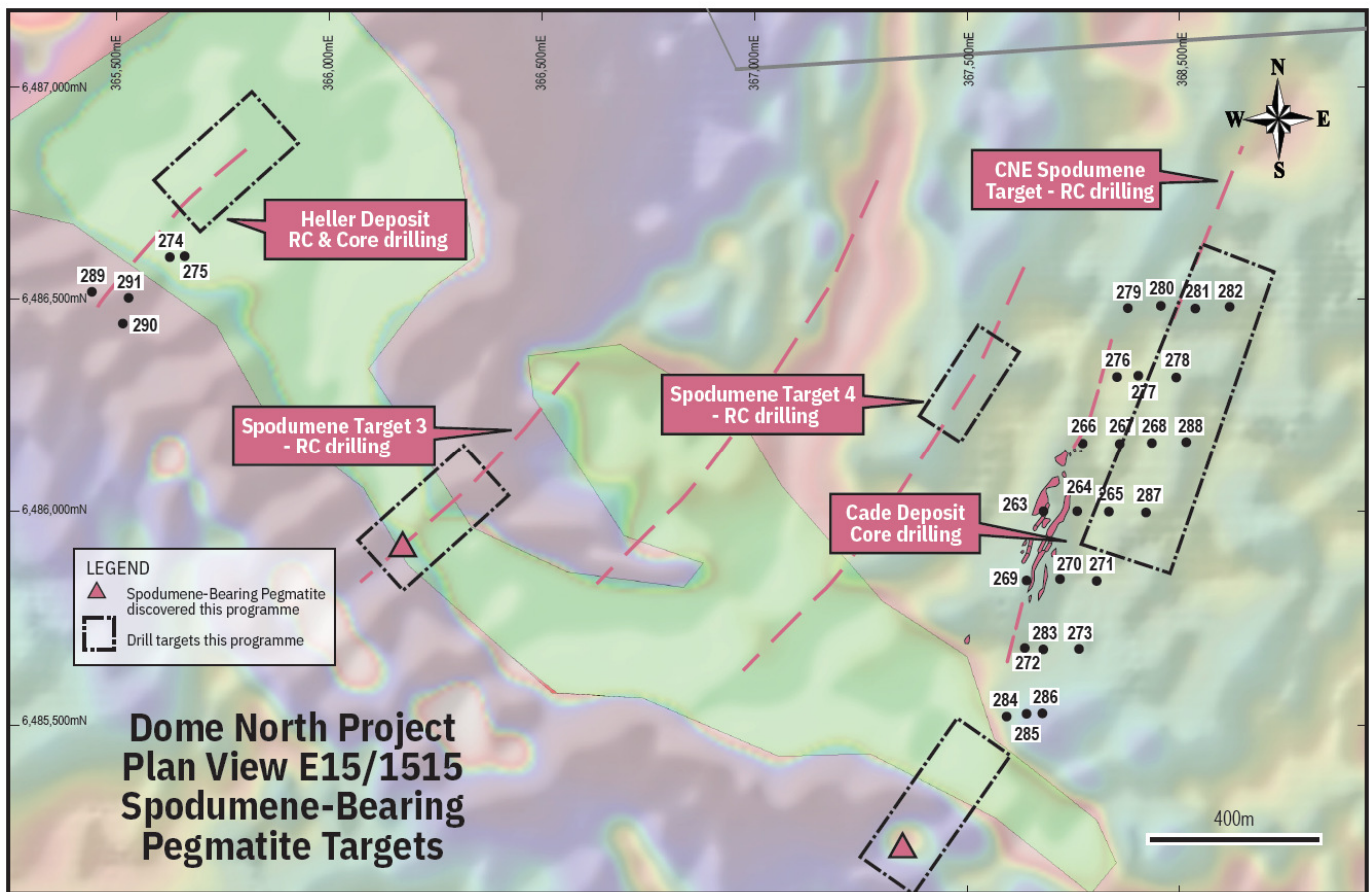 365,500mE
366,000mE
366,500mE
367,000mE
367,500mE
368,500mE
6,487,000mN
6,486,500mN
6,486,000mN
6,485,500mN
N
W E
S
CNE Spodumene
Target - RC drilling
Heller Deposit
RC & Core drilling
274
275
289
291
290
279
280
281
282
276
277
278
Spodumene Target 4
- RC drilling
Spodumene Target 3
- RC drilling
266
267
268
288
263
264
265
287
Cade Deposit
Core drilling
269
270
271
LEGEND
Spodumene-Bearing Pegmatite
discovered this programme
Drill targets this programme
272
283
273
284
285
286
Dome North Project
Plan View E15/1515
Spodumene-Bearing
Pegmatite Targets
400m